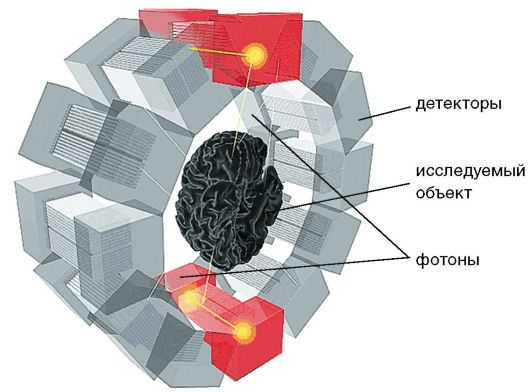 детекторы
исследуемый
объект
фотоны